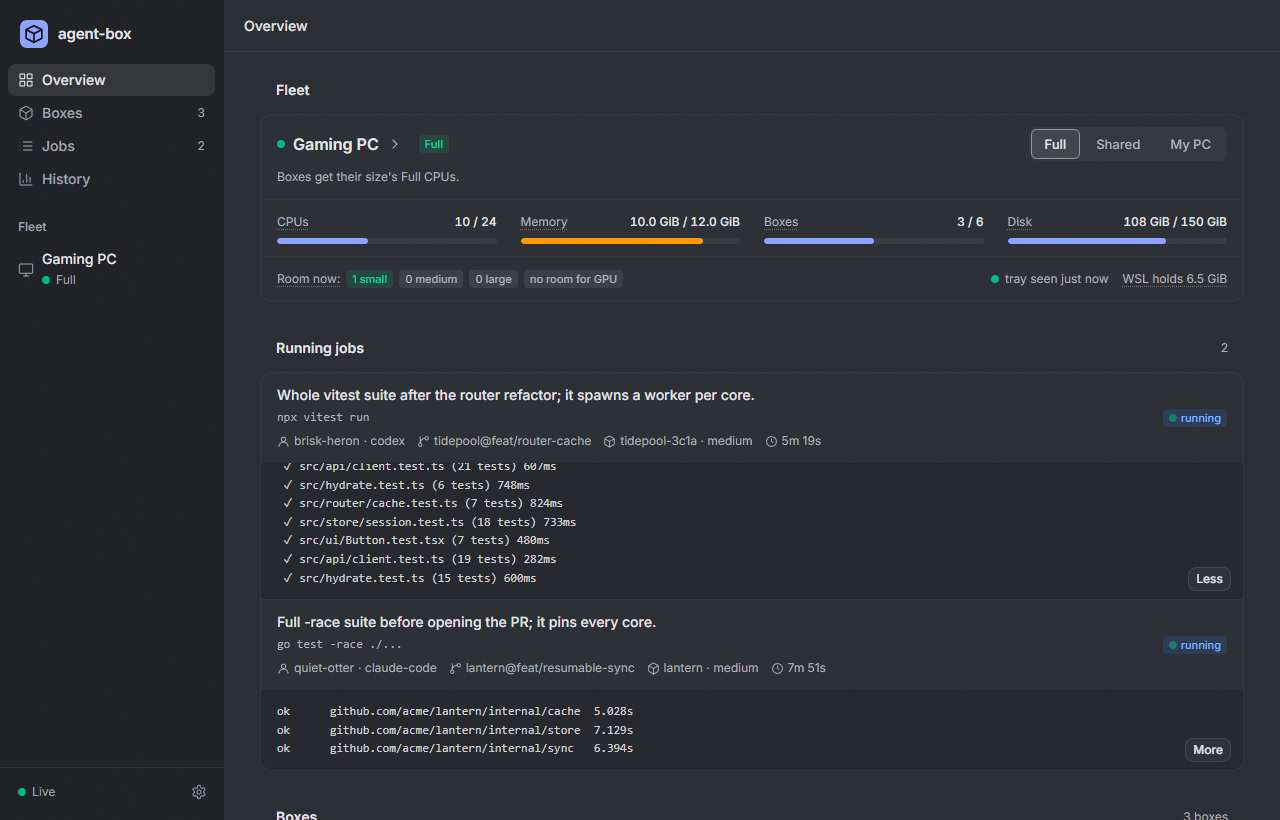 agent-box
Overview
Boxes 3
Jobs 2
History
Fleet
Gaming PC
Full
Live
Overview
Fleet
Gaming PC Full
Full Shared My PC
Boxes get their size's Full CPUs.
CPUs 10 / 24
Memory 10.0 GiB / 12.0 GiB
Boxes 3 / 6
Disk 108 GiB / 150 GiB
Room now: 1 small 0 medium 0 large no room for GPU
tray seen just now WSL holds 6.5 GiB
Running jobs 2
Whole vitest suite after the router refactor; it spawns a worker per core.
npx vitest run
running
brisk-heron · codex tidepool@feat/router-cache tidepool-3c1a · medium 5m 19s
✓ src/api/client.test.ts (21 tests) 607ms
✓ src/hydrate.test.ts (6 tests) 748ms
✓ src/router/cache.test.ts (7 tests) 824ms
✓ src/store/session.test.ts (18 tests) 733ms
✓ src/ui/Button.test.tsx (7 tests) 480ms
✓ src/api/client.test.ts (19 tests) 282ms
✓ src/hydrate.test.ts (15 tests) 600ms
Less
Full -race suite before opening the PR; it pins every core.
go test -race ./...
running
quiet-otter · claude-code lantern@feat/resumable-sync lantern · medium 7m 51s
ok github.com/acme/lantern/internal/cache 5.028s
ok github.com/acme/lantern/internal/store 7.129s
ok github.com/acme/lantern/internal/sync 6.394s
More
Boxes 3 boxes